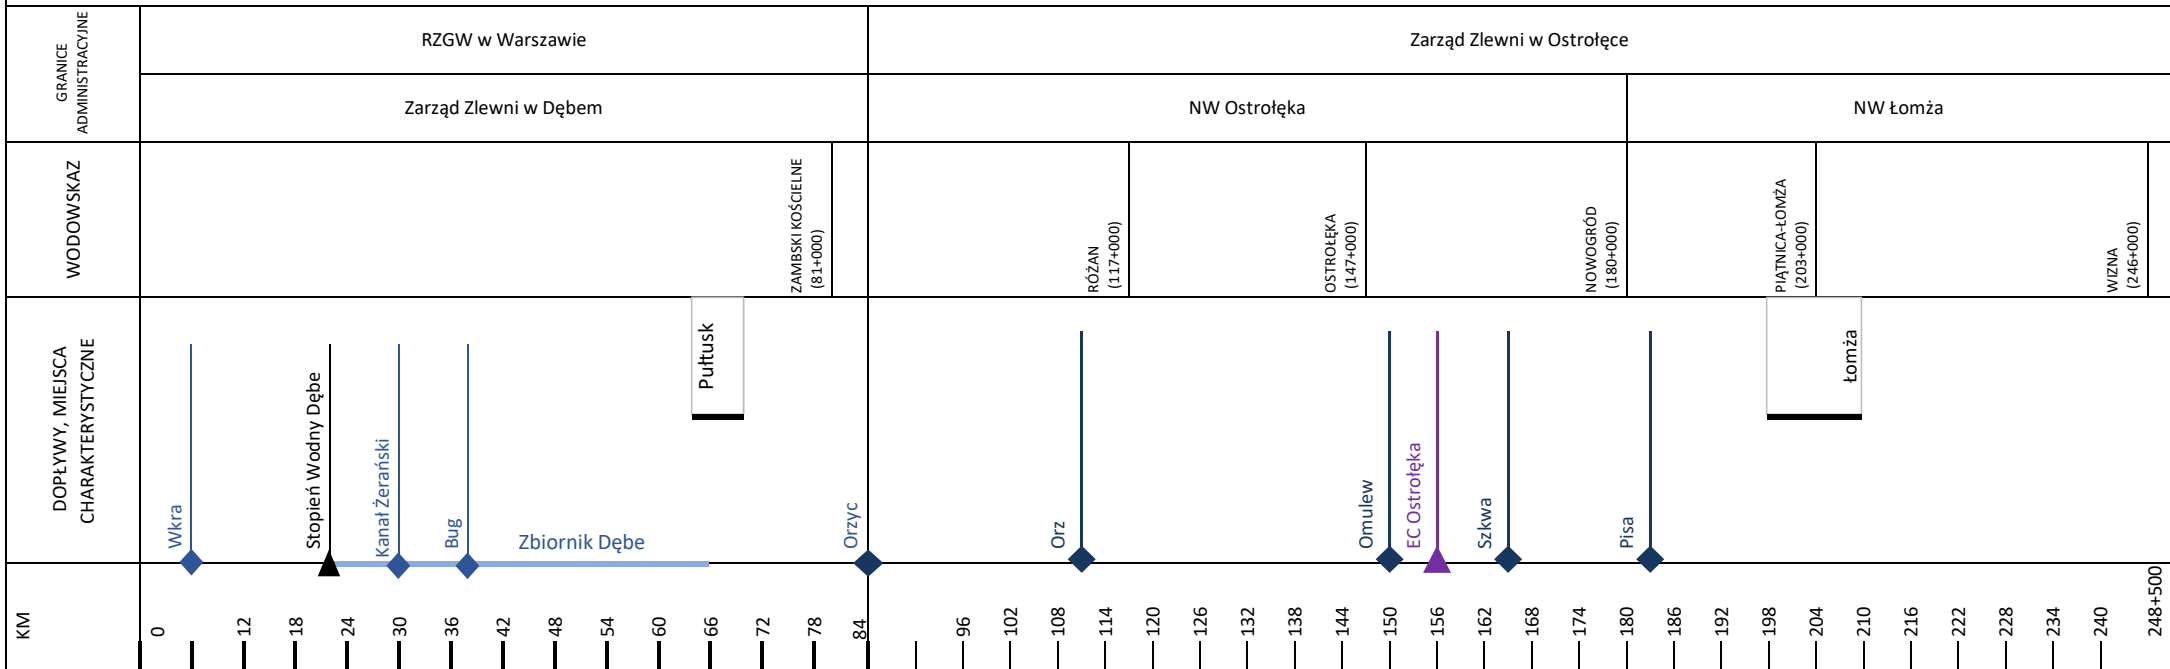 GRANICE
ADMINISTRACYJNE
RZGW w Warszawie
Zarząd Zlewni w Ostrołęce
Zarząd Zlewni w Dębem
NW Ostrołęka
NW Łomża
WODOWSKAZ
ZAMBSKI KOŚCIELNE
(81+000)
RÓŻAN
(117+000)
OSTROŁĘKA
(147+000)
NOWOGRÓD
(180+000)
PIĄTNICA-ŁOMŻA
(203+000)
WIZNA
(246+000)
DOPŁYWY, MIEJSCA
CHARAKTERYSTYCZNE
Wkra
Stopień Wodny Dębe
Kanał Żerański
Bug
Zbiornik Dębe
Pułtusk
Orzyc
Orz
Omulew
EC Ostrołęka
Szkwa
Pisa
Łomża
KM
0
12
18
24
30
36
42
48
54
60
66
72
78
84
96
102
108
114
120
126
132
138
144
150
156
162
168
174
180
186
192
198
204
210
216
222
228
234
240
248+500